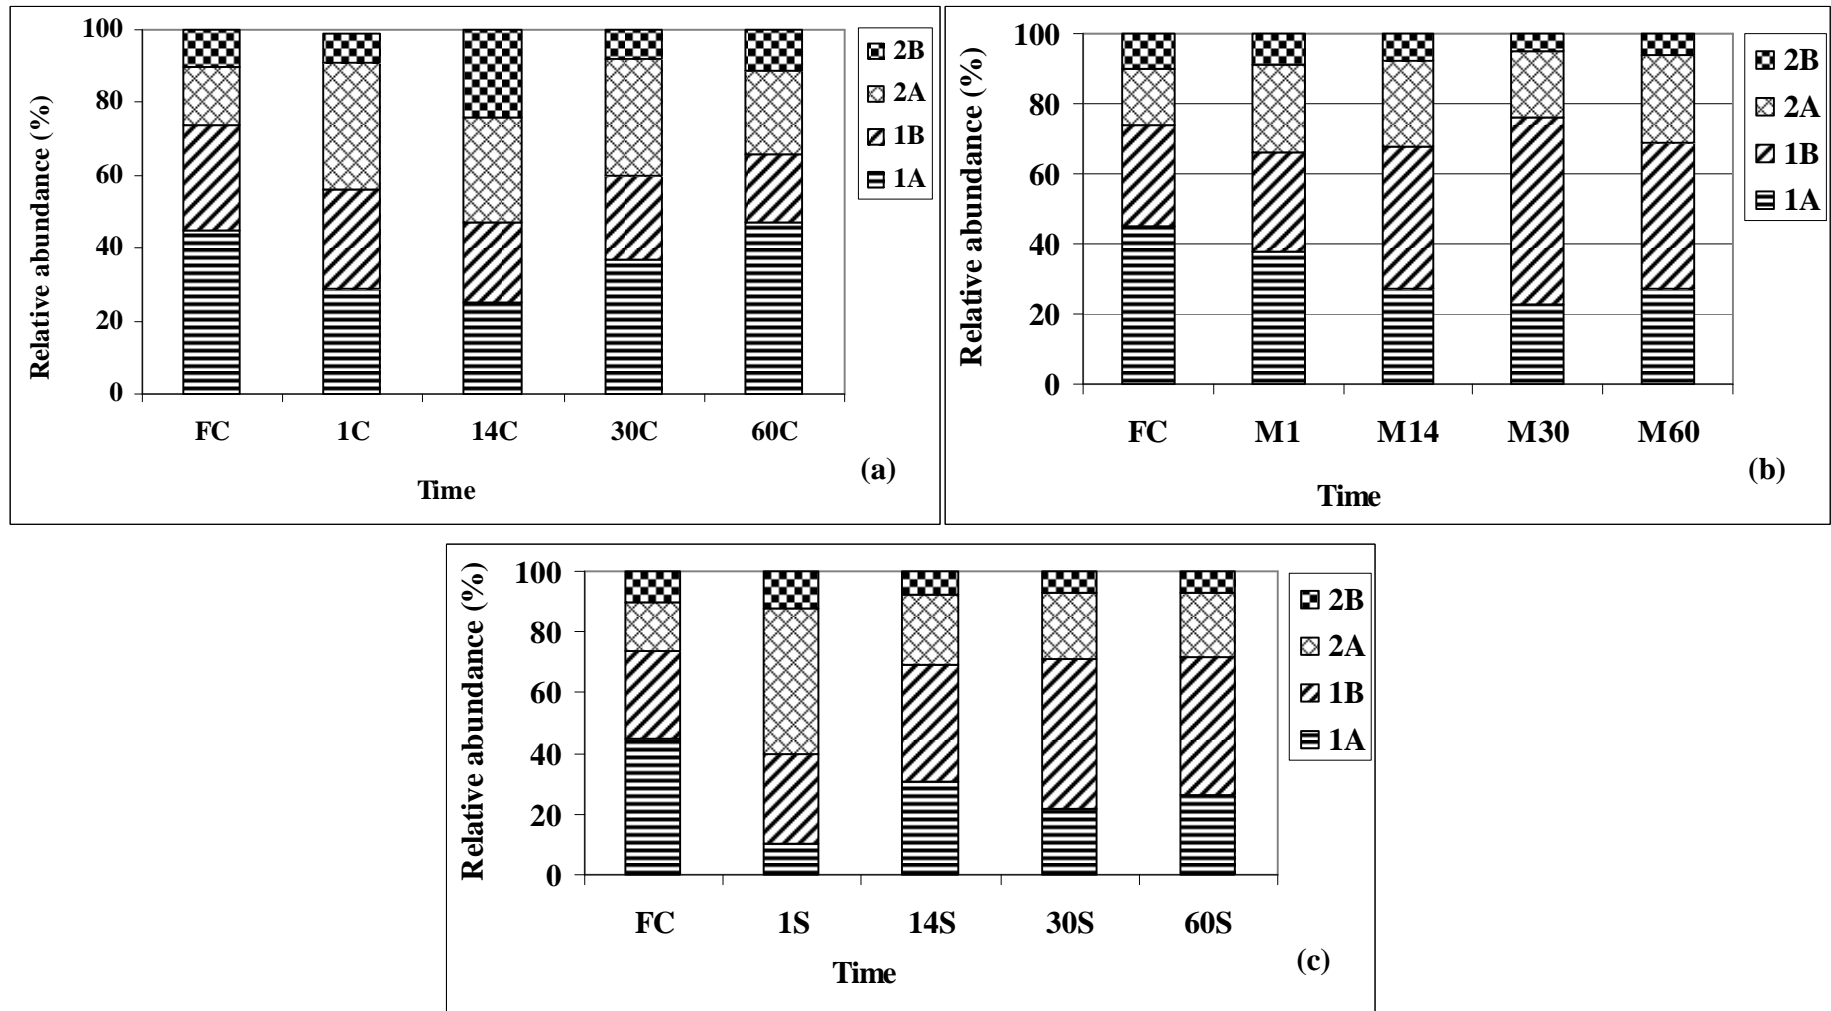 Relative abundance (%)
100
80
60
40
20
0
FC 1C 14C 30C 60C
Time
(a)
2B
2A
1B
1A
Relative abundance (%)
100
80
60
40
20
0
FC M1 M14 M30 M60
Time
(b)
2B
2A
1B
1A
Relative abundance (%)
100
80
60
40
20
0
FC 1S 14S 30S 60S
Time
(c)
2B
2A
1B
1A